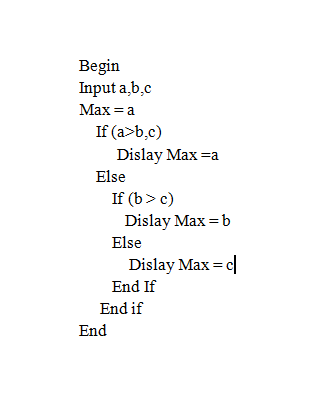 Begin
Input a,b,c
Max = a
If (a>b,c)
Dislay Max =a
Else
If (b > c)
Dislay Max = b
Else
Dislay Max = c
End If
End if
End